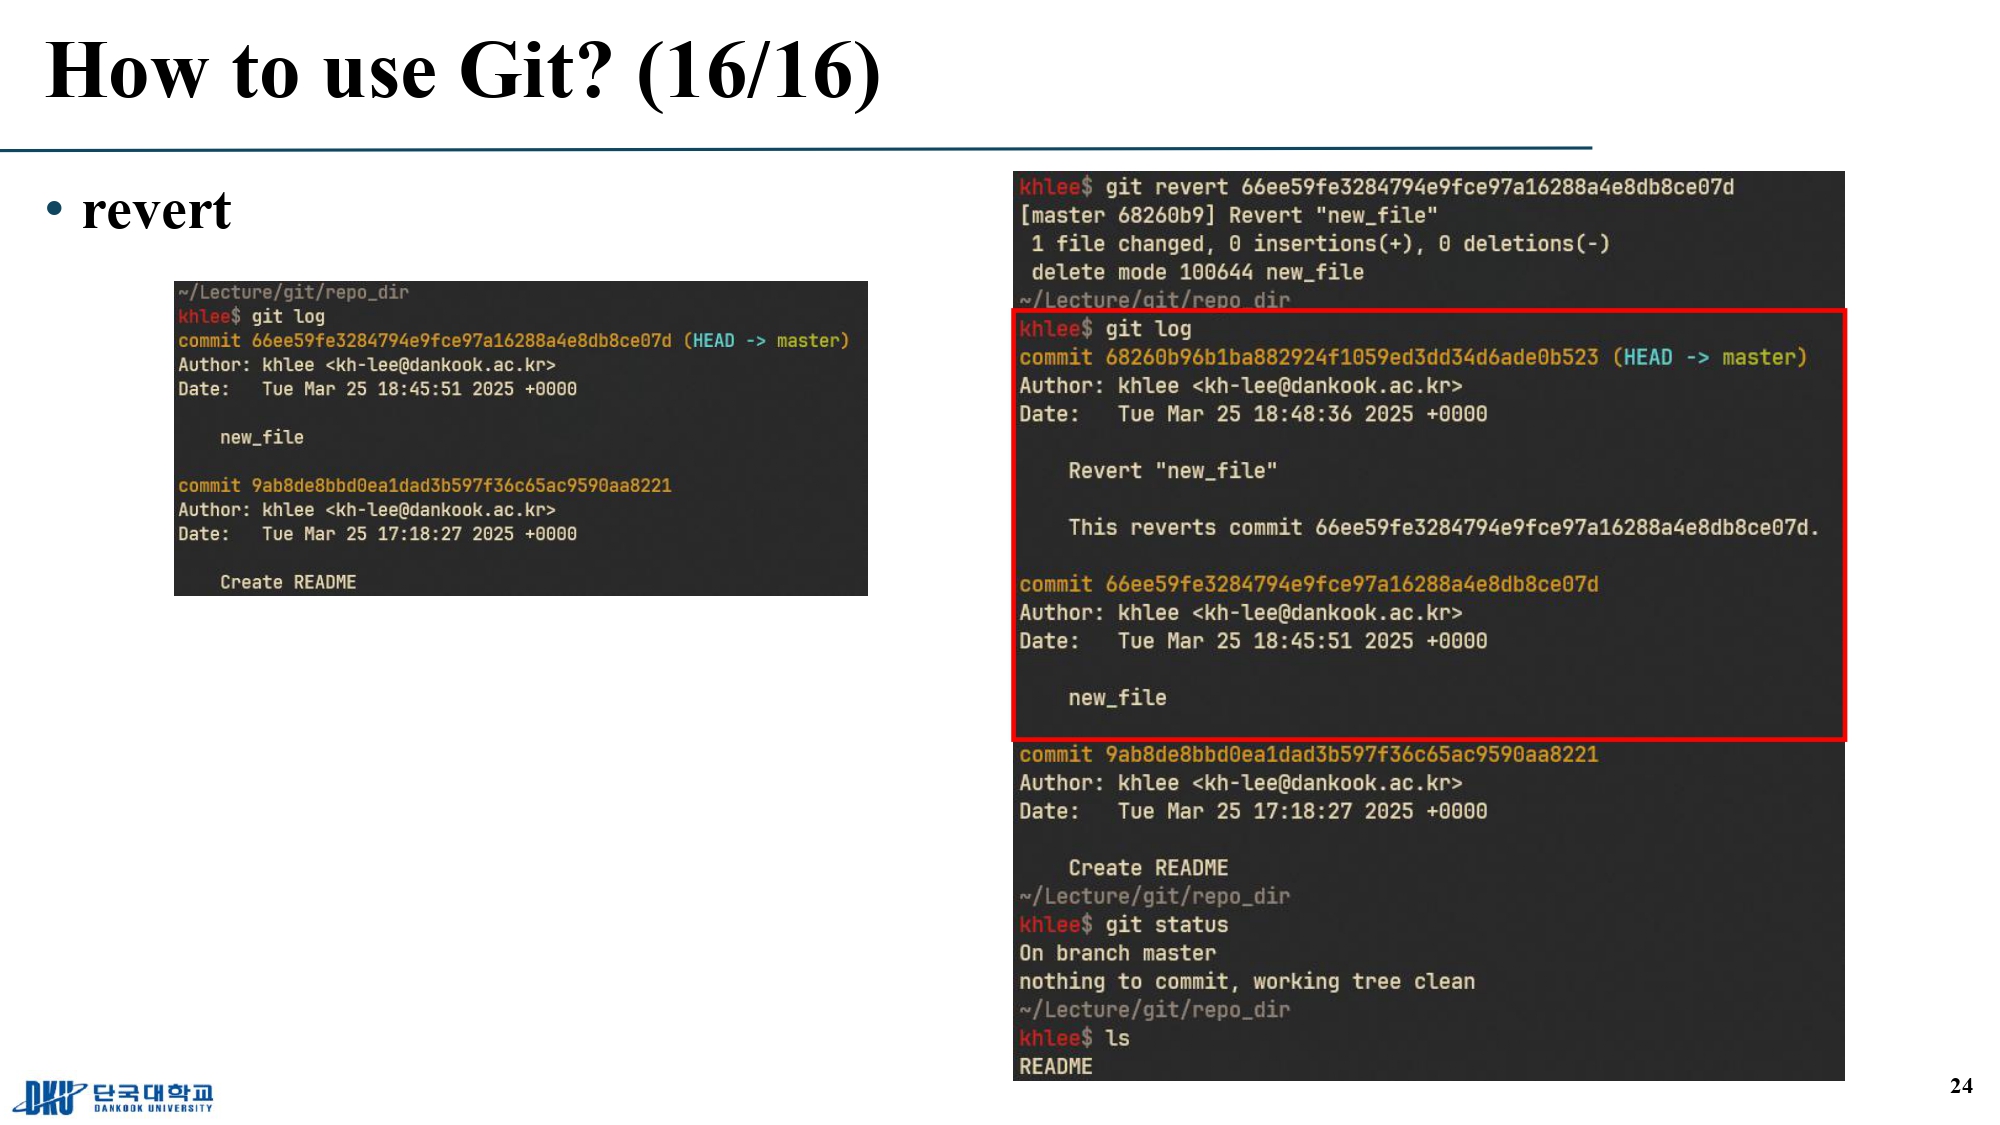 How to use Git? (16/16)
• revert
~/Lecture/git/repo_dir
khlee$ git log
commit 66ee59fe3284794e9fce97a16288a4e8db8ce07d (HEAD -> master)
Author: khlee <kh-lee@dankook.ac.kr>
Date:   Tue Mar 25 18:45:51 2025 +0000
    new_file
commit 9ab8de8bbd0ea1dad3b597f36c65ac9590aa8221
Author: khlee <kh-lee@dankook.ac.kr>
Date:   Tue Mar 25 17:18:27 2025 +0000
    Create README
khlee$ git revert 66ee59fe3284794e9fce97a16288a4e8db8ce07d
[master 68260b9] Revert "new_file"
 1 file changed, 0 insertions(+), 0 deletions(-)
 delete mode 100644 new_file
~/Lecture/git/repo_dir
khlee$ git log
commit 68260b96b1ba882924f1059ed3dd34d6ade0b523 (HEAD -> master)
Author: khlee <kh-lee@dankook.ac.kr>
Date:   Tue Mar 25 18:48:36 2025 +0000
    Revert "new_file"
    This reverts commit 66ee59fe3284794e9fce97a16288a4e8db8ce07d.
commit 66ee59fe3284794e9fce97a16288a4e8db8ce07d
Author: khlee <kh-lee@dankook.ac.kr>
Date:   Tue Mar 25 18:45:51 2025 +0000
    new_file
commit 9ab8de8bbd0ea1dad3b597f36c65ac9590aa8221
Author: khlee <kh-lee@dankook.ac.kr>
Date:   Tue Mar 25 17:18:27 2025 +0000
    Create README
~/Lecture/git/repo_dir
khlee$ git status
On branch master
nothing to commit, working tree clean
~/Lecture/git/repo_dir
khlee$ ls
README
DKU 단국대학교
DANKOOK UNIVERSITY
24